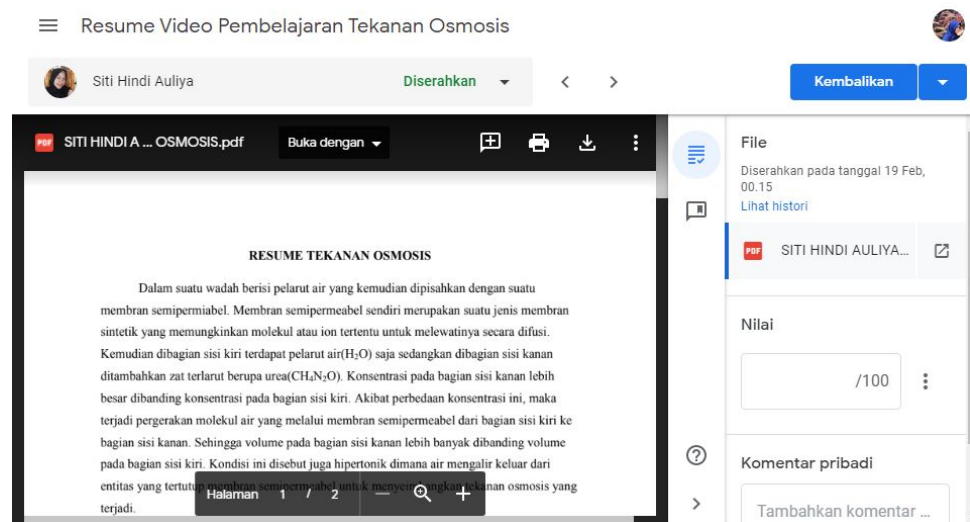 Resume Video Pembelajaran Tekanan Osmosis
Siti Hindi Auliya
Diserahkan
Kembalikan
PDF SITI HINDI A ... OSMOSIS.pdf
Buka dengan
RESUME TEKANAN OSMOSIS
Dalam suatu wadah berisi pelarut air yang kemudian dipisahkan dengan suatu
membran semipermiabel. Membran semipermeabel sendiri merupakan suatu jenis membran
sintetik yang memungkinkan molekul atau ion tertentu untuk melewatinya secara difusi.
Kemudian dibagian sisi kiri terdapat pelarut air(H₂O) saja sedangkan dibagian sisi kanan
ditambahkan zat terlarut berupa urea(CH₄N₂O). Konsentrasi pada bagian sisi kanan lebih
besar dibanding konsentrasi pada bagian sisi kiri. Akibat perbedaan konsentrasi ini, maka
terjadi pergerakan molekul air yang melalui membran semipermeabel dari bagian sisi kiri ke
bagian sisi kanan. Sehingga volume pada bagian sisi kanan lebih banyak dibanding volume
pada bagian sisi kiri. Kondisi ini disebut juga hipertonik dimana air mengalir keluar dari
entitas yang tertutup membran semipermeabel untuk tekanan osmosis yang
terjadi.
Halaman 1 / 2
File
Diserahkan pada tanggal 19 Feb,
00.15
Lihat histori
PDF SITI HINDI AULIYA...
Nilai
/100
Komentar pribadi
Tambahkan komentar ...